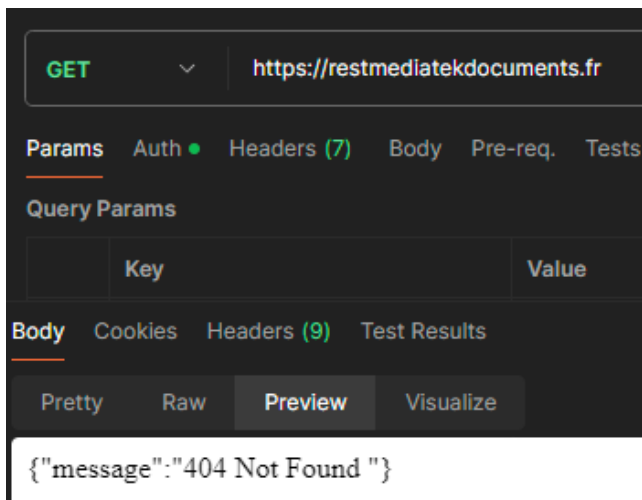 GET https://restmediatekdocuments.fr
Params Auth Headers (7) Body Pre-req. Tests
Query Params
Key Value
Body Cookies Headers (9) Test Results
Pretty Raw Preview Visualize
{"message":"404 Not Found "}